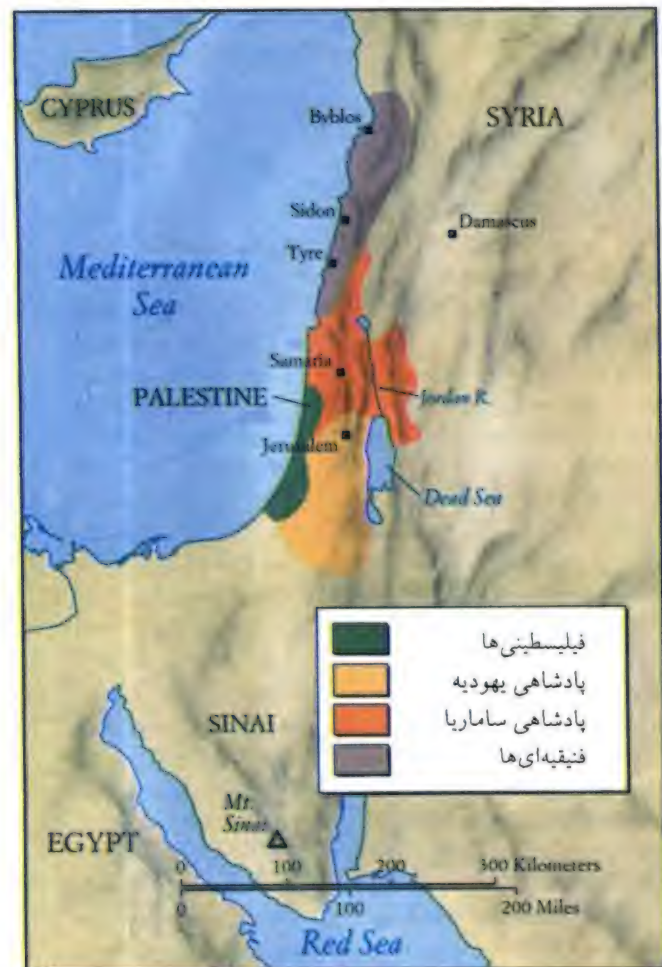 CYPRUS
Byblos
SYRIA
Sidon
Damascus
Tyre
Mediterranean
Sea
Samaria
PALESTINE
Jordan R.
Jerusalem
Dead Sea
فیلیسطینی‌ها
پادشاهی یهودیه
پادشاهی ساماریا
فنیقیه‌ای‌ها
SINAI
Mt.
Sinai
EGYPT
0 100 200 300 Kilometers
0 100 200 Miles
Red Sea